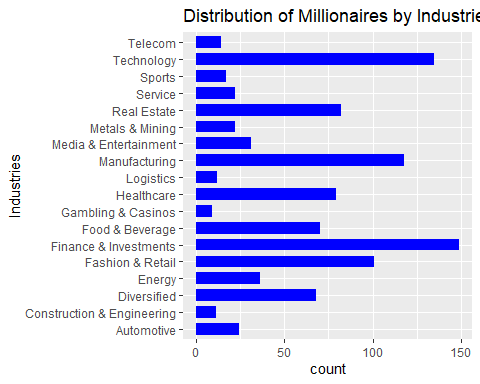 Distribution of Millionaires by Industrie
Telecom
Technology
Sports
Service
Real Estate
Metals & Mining
Media & Entertainment
Manufacturing
Logistics
Healthcare
Gambling & Casinos
Food & Beverage
Finance & Investments
Fashion & Retail
Energy
Diversified
Construction & Engineering
Automotive
Industries
0 50 100 150
count